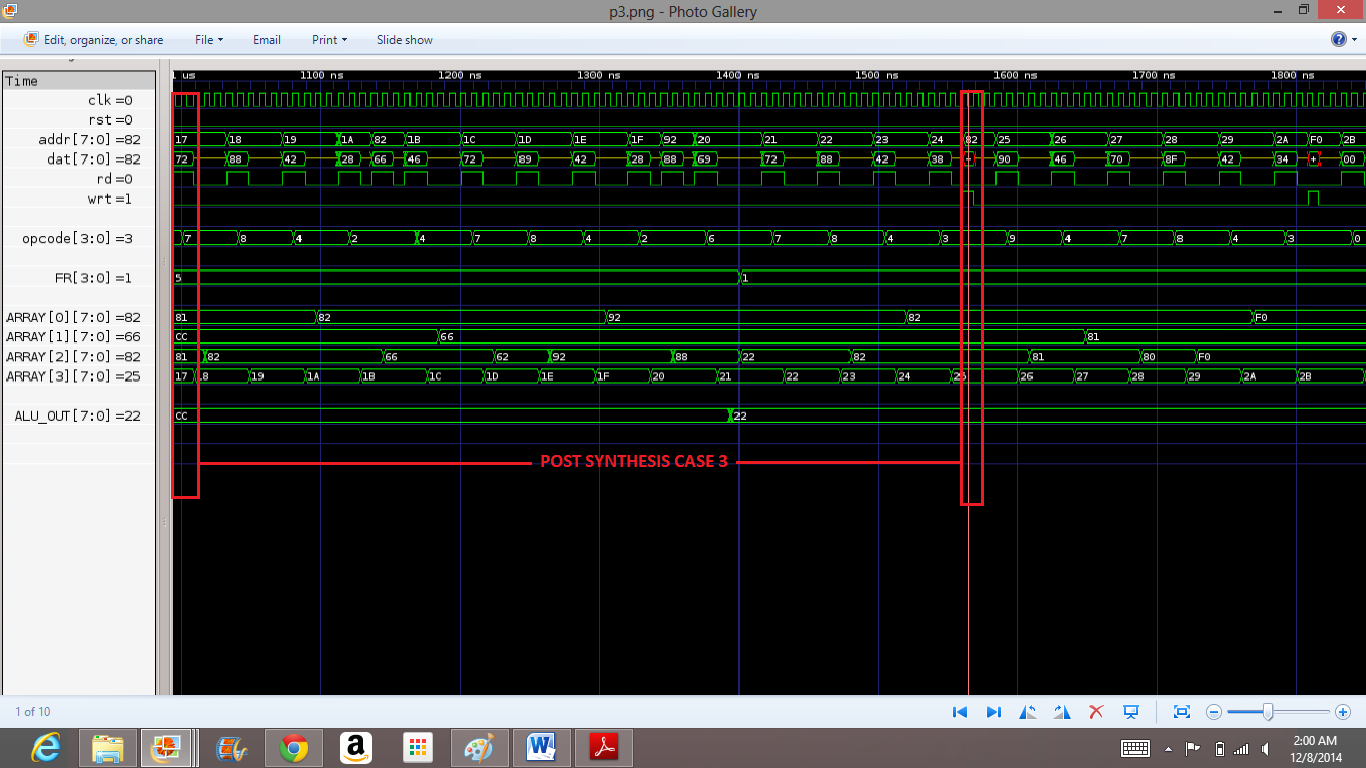 p3.png - Photo Gallery
Edit, organize, or share File Email Print Slide show
1 us 1100 ns 1200 ns 1300 ns 1400 ns 1500 ns 1600 ns 1700 ns 1800 ns
Time
clk =0
rst =0
addr[7:0] =82 17 18 19 1A 82 1B 1C 1D 1E 1F 92 20 21 22 23 24 82 25 26 27 28 29 2A F0 2B
dat[7:0] =82 72 88 42 28 66 46 72 89 42 28 88 69 72 88 42 38 + 90 46 70 8F 42 34 + 00
rd =0
wrt =1
opcode[3:0] =3 7 8 4 2 4 7 8 4 2 6 7 8 4 3 9 4 7 8 4 3 0
FR[3:0] =1 5 1
ARRAY[0][7:0] =82 81 82 92 82 F0
ARRAY[1][7:0] =66 CC 66 81
ARRAY[2][7:0] =82 81 82 66 62 92 88 22 82 81 80 F0
ARRAY[3][7:0] =25 17 18 19 1A 1B 1C 1D 1E 1F 20 21 22 23 24 25 26 27 28 29 2A 2B
ALU_OUT[7:0] =22 CC 22
POST SYNTHESIS CASE 3
1 of 10
2:00 AM
12/8/2014